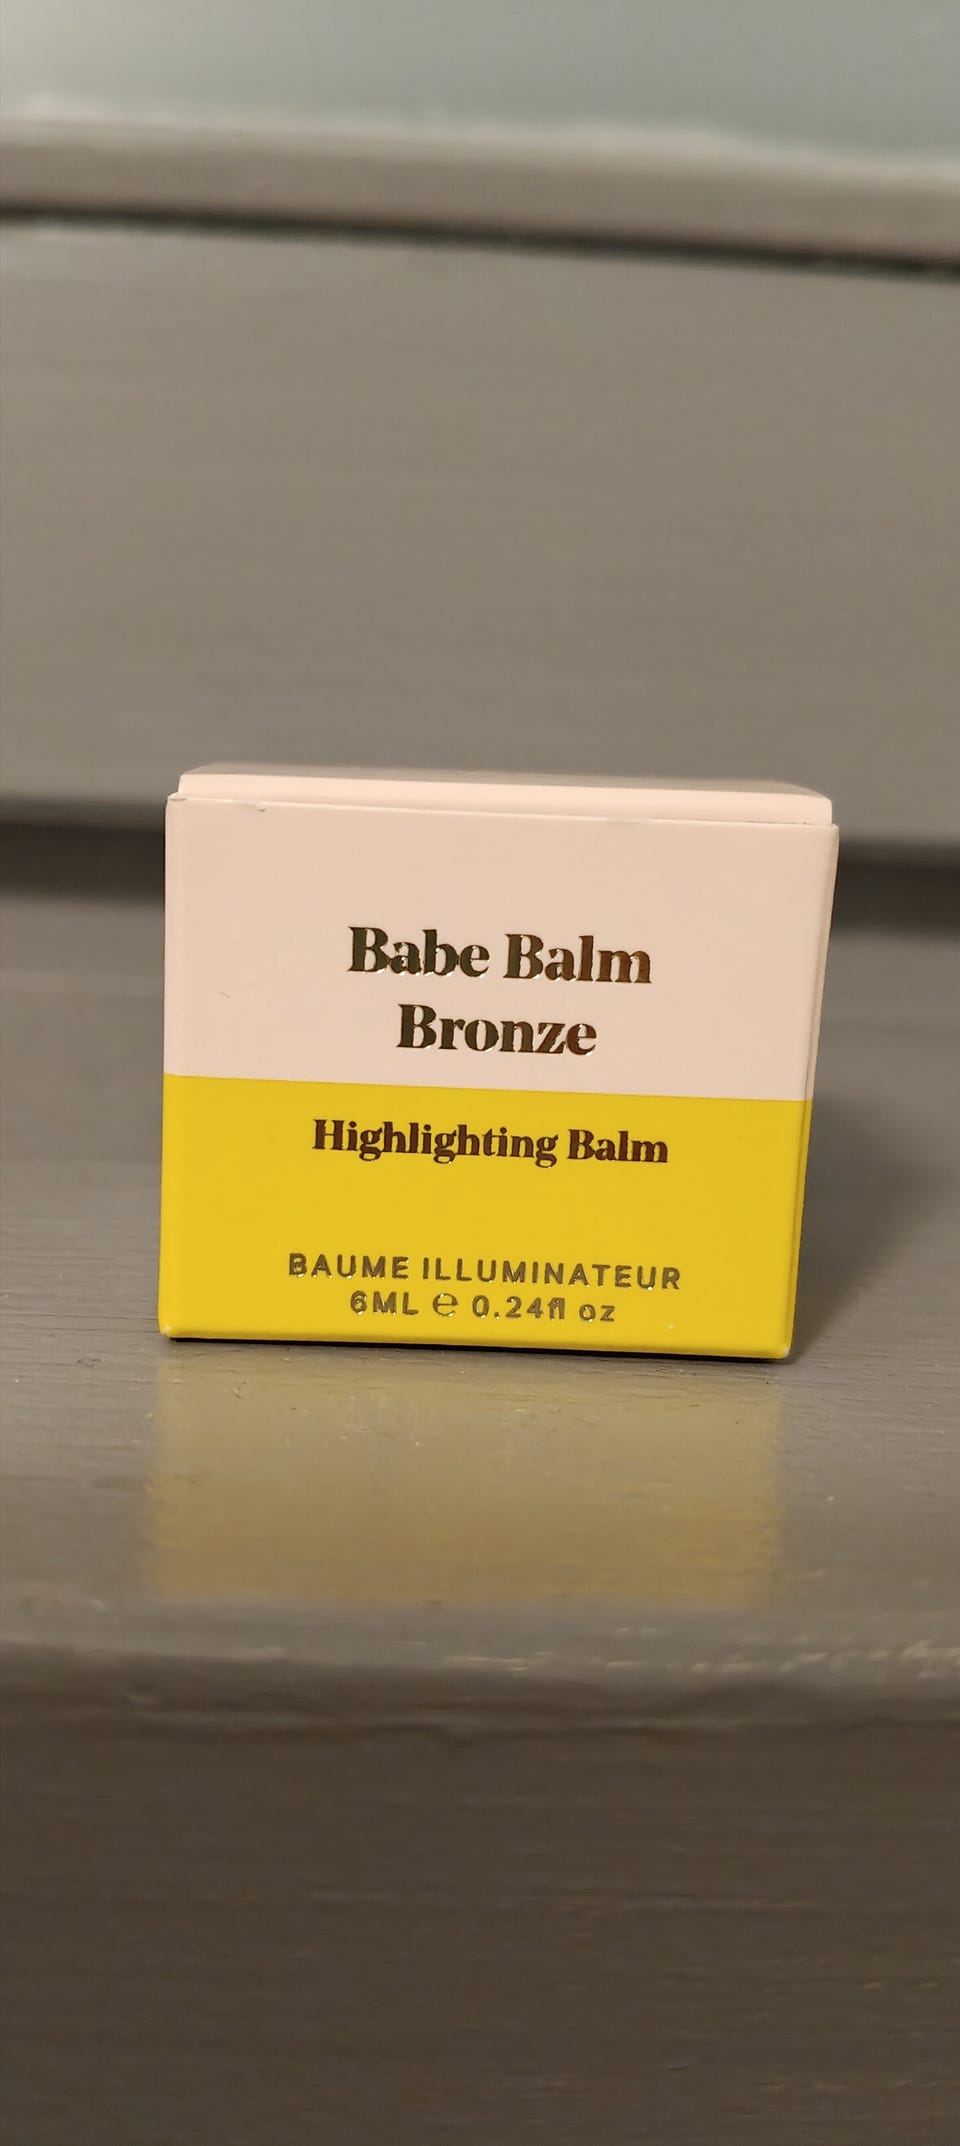 Babe Balm
Bronze
Highlighting Balm
BAUME ILLUMINATEUR
6ML ℮ 0.24fl oz